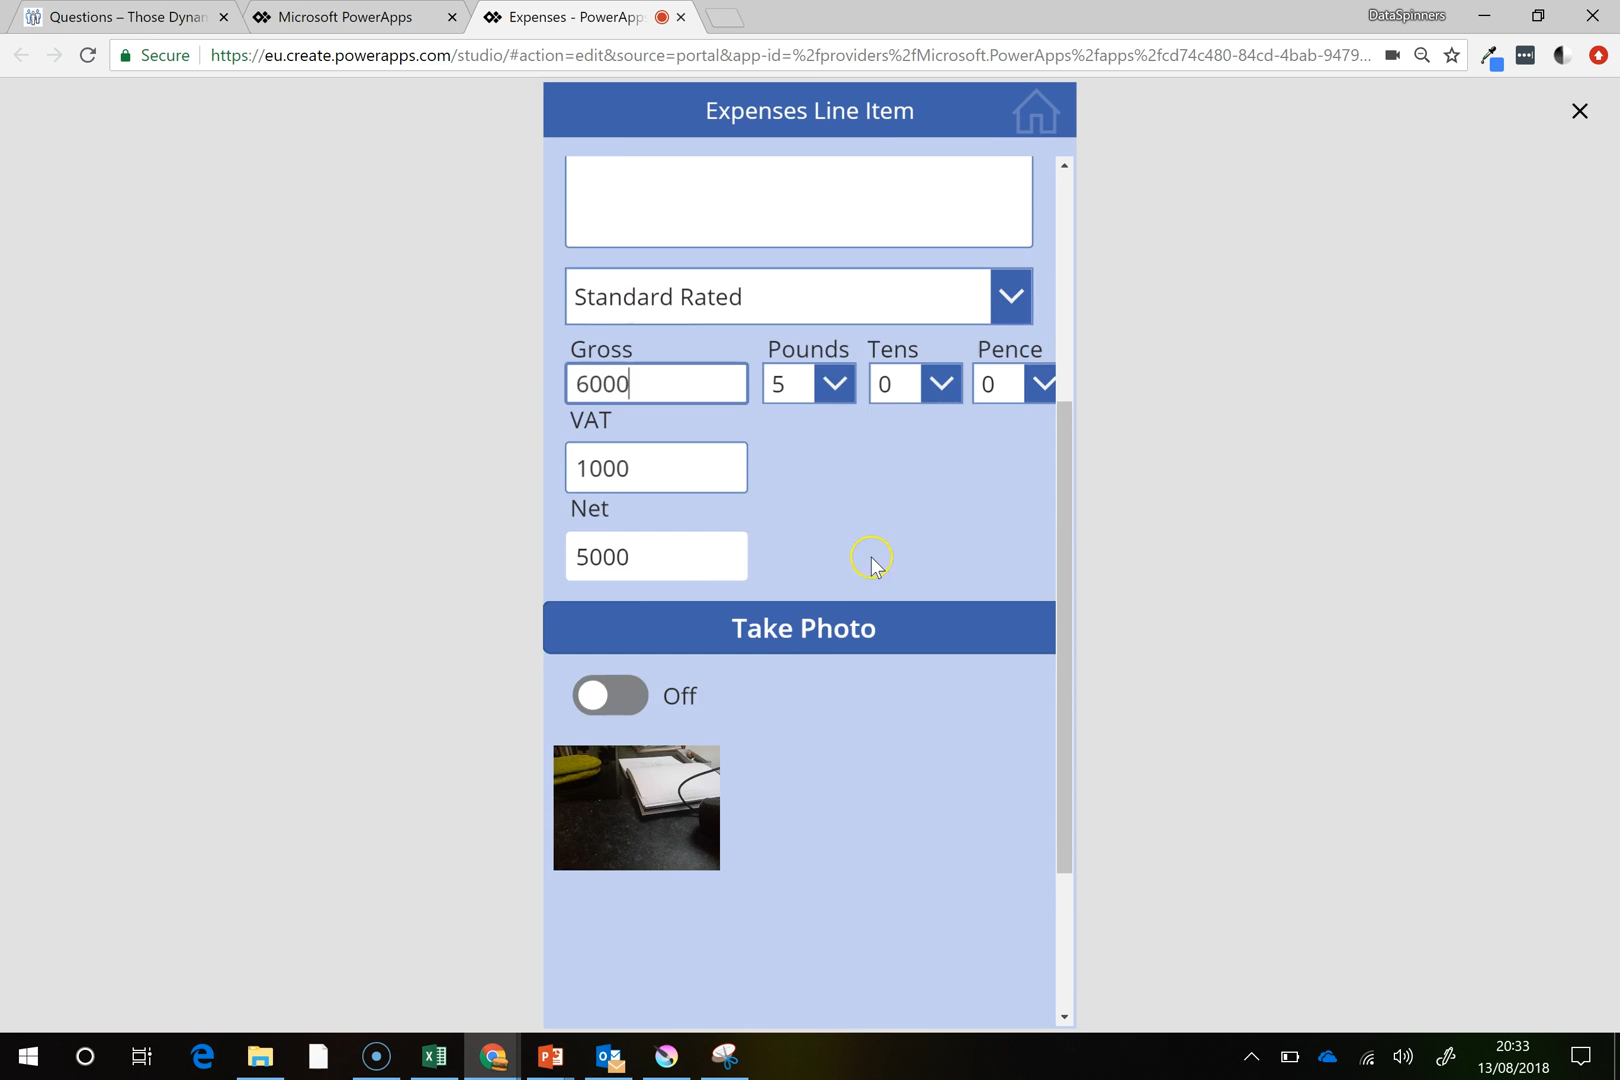 Questions – Those Dynam
Microsoft PowerApps
Expenses - PowerApps
DataSpinners
Secure
https://eu.create.powerapps.com/studio/#action=edit&source=portal&app-id=%2fproviders%2fMicrosoft.PowerApps%2fapps%2fcd74c480-84cd-4bab-9479...
Expenses Line Item
Standard Rated
Gross Pounds Tens Pence
6000 5 0 0
VAT
1000
Net
5000
Take Photo
Off
20:33
13/08/2018